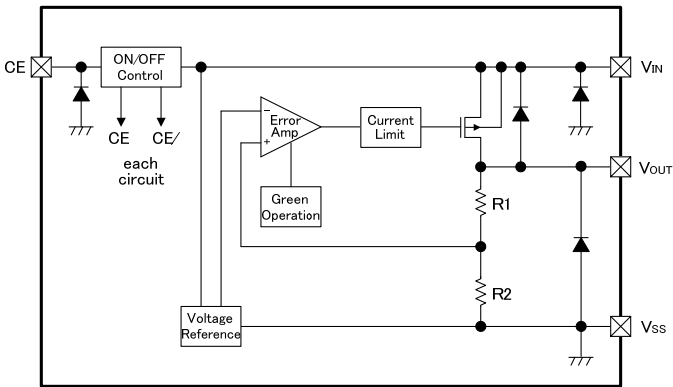 CE
ON/OFF
Control
VIN
CE
CE/
each
circuit
−
Error
Amp
+
Current
Limit
VOUT
Green
Operation
R1
R2
Voltage
Reference
VSS